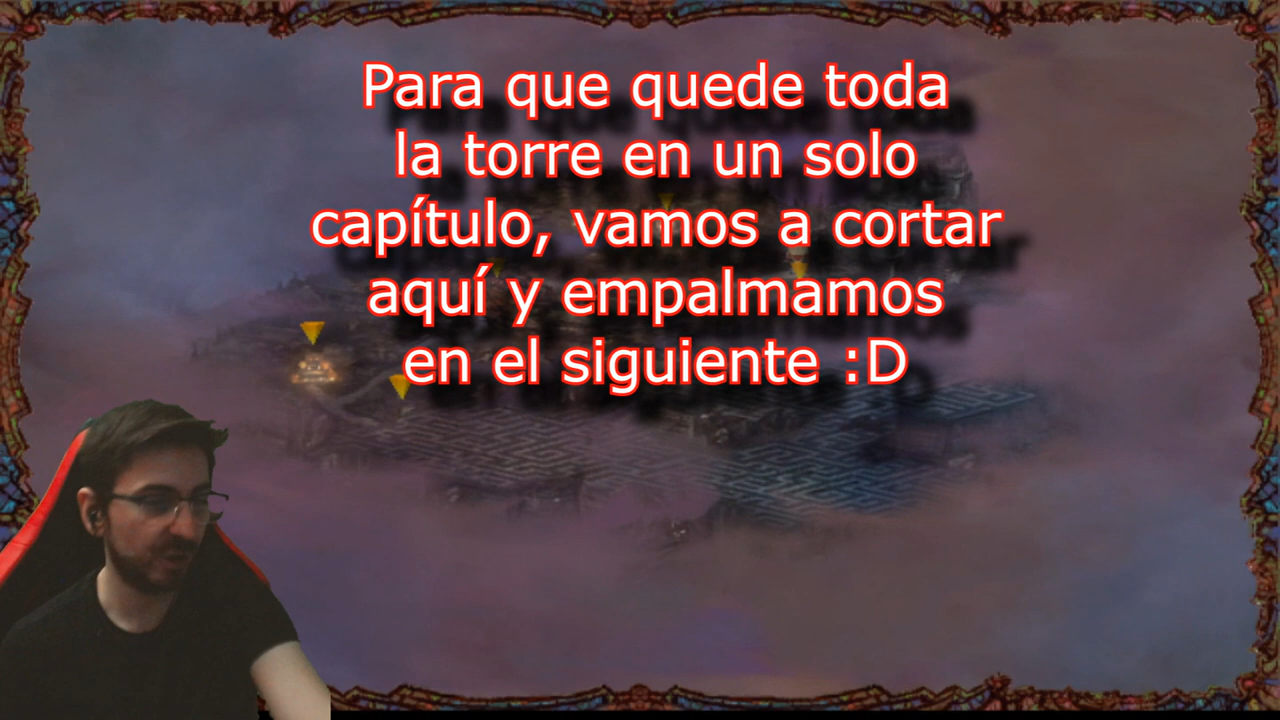 Para que quede toda
la torre en un solo
capítulo, vamos a cortar
aquí y empalmamos
en el siguiente :D